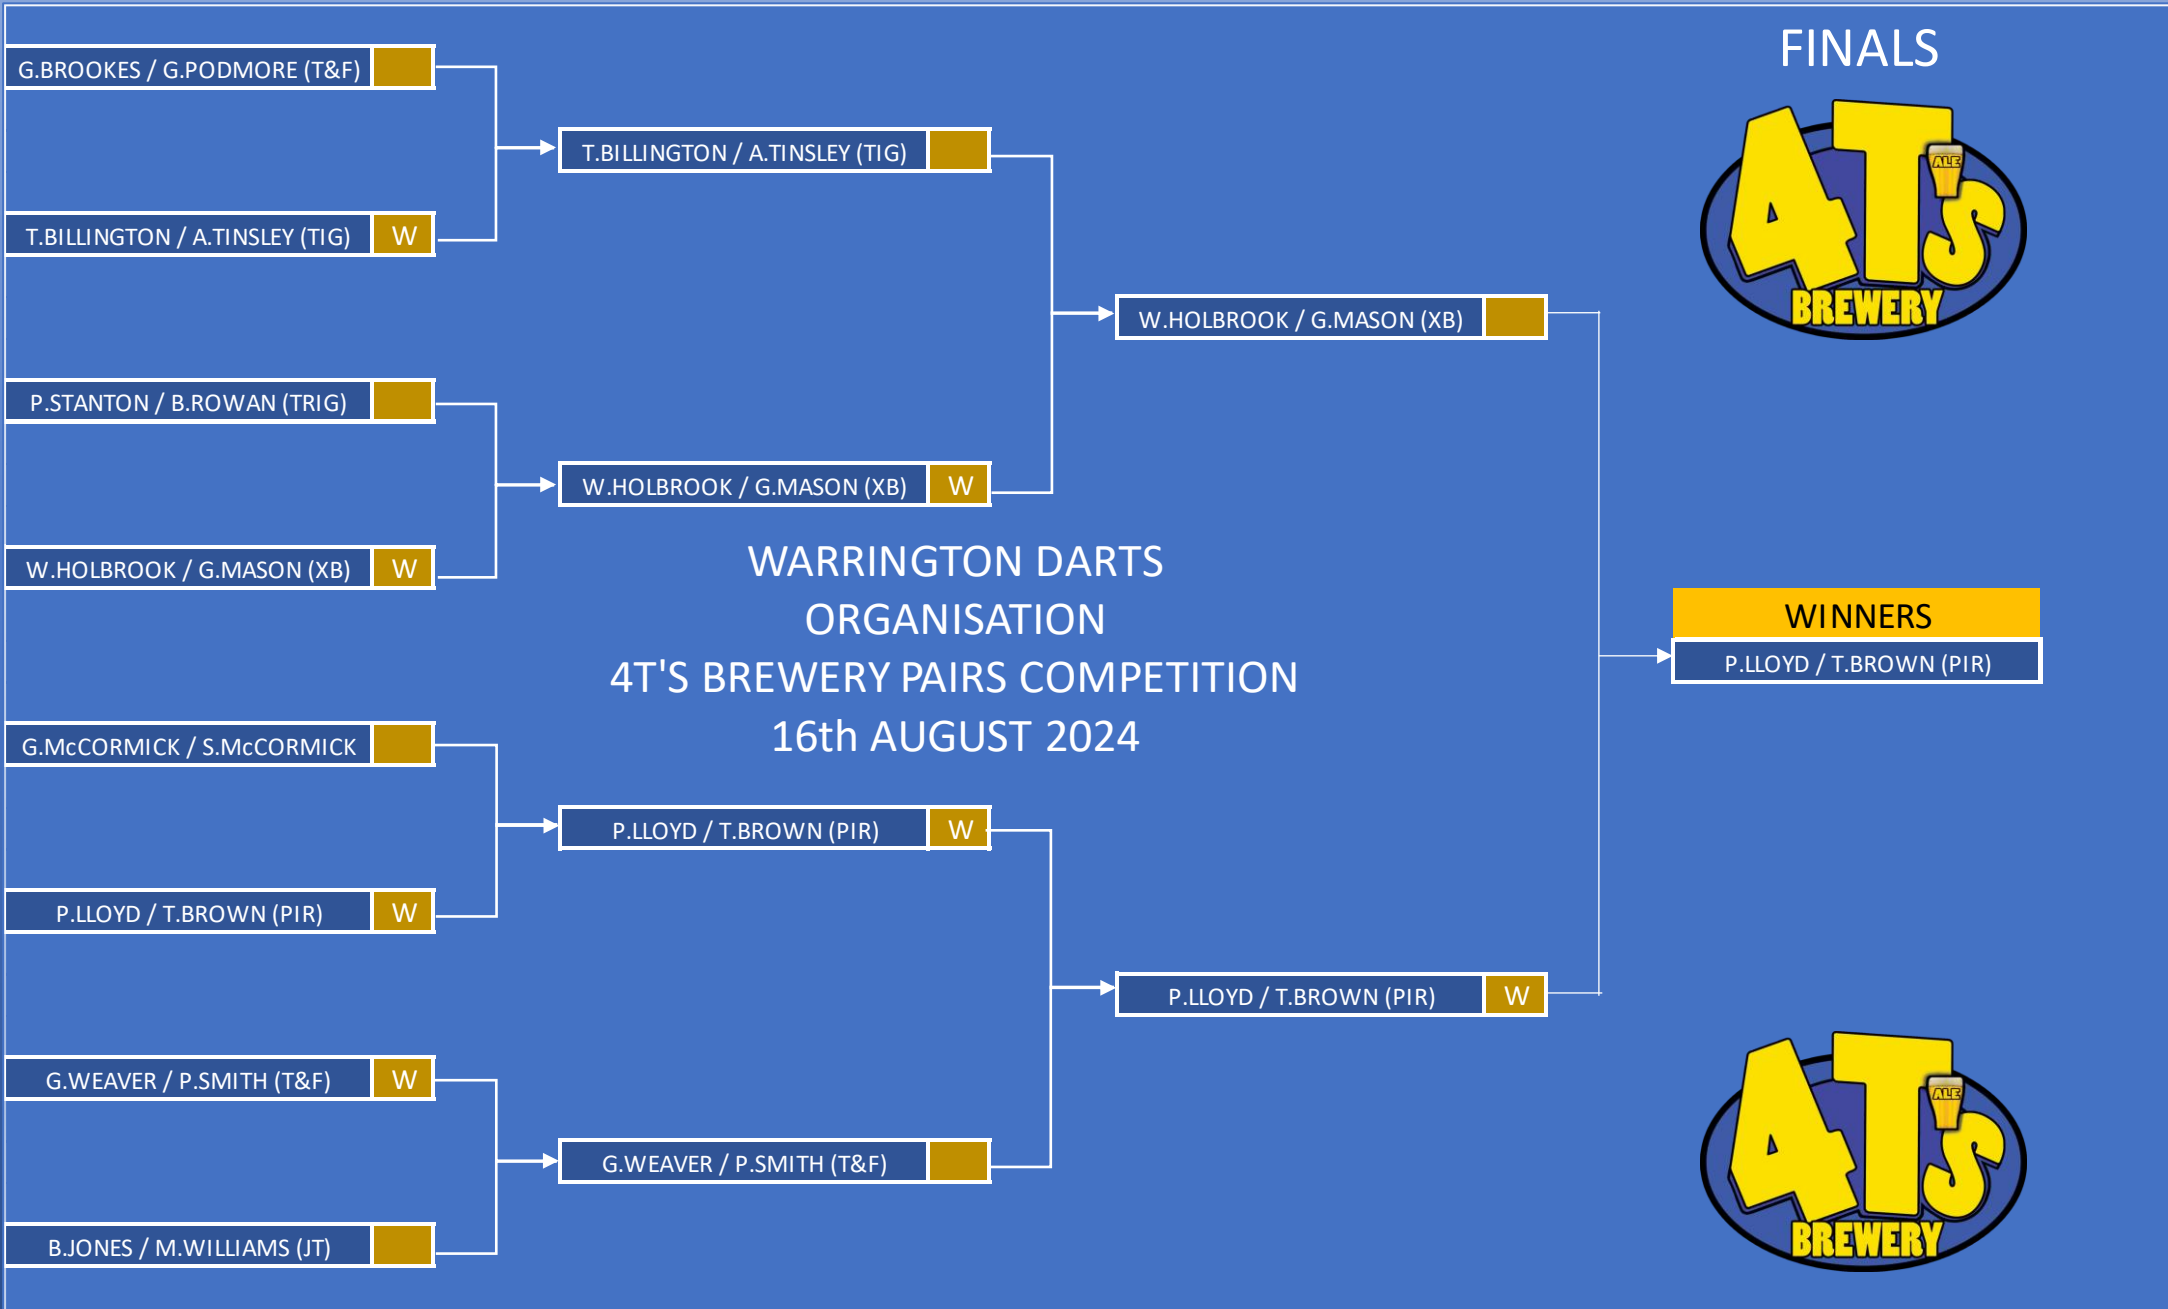 FINALS
G.BROOKES / G.PODMORE (T&F)
T.BILLINGTON / A.TINSLEY (TIG) W
P.STANTON / B.ROWAN (TRIG)
W.HOLBROOK / G.MASON (XB) W
G.McCORMICK / S.McCORMICK
P.LLOYD / T.BROWN (PIR) W
G.WEAVER / P.SMITH (T&F) W
B.JONES / M.WILLIAMS (JT)
T.BILLINGTON / A.TINSLEY (TIG)
W.HOLBROOK / G.MASON (XB) W
WARRINGTON DARTS
ORGANISATION
4T'S BREWERY PAIRS COMPETITION
16th AUGUST 2024
P.LLOYD / T.BROWN (PIR) W
G.WEAVER / P.SMITH (T&F)
W.HOLBROOK / G.MASON (XB)
P.LLOYD / T.BROWN (PIR) W
4T's
ALE
BREWERY
WINNERS
P.LLOYD / T.BROWN (PIR)
4T's
ALE
BREWERY